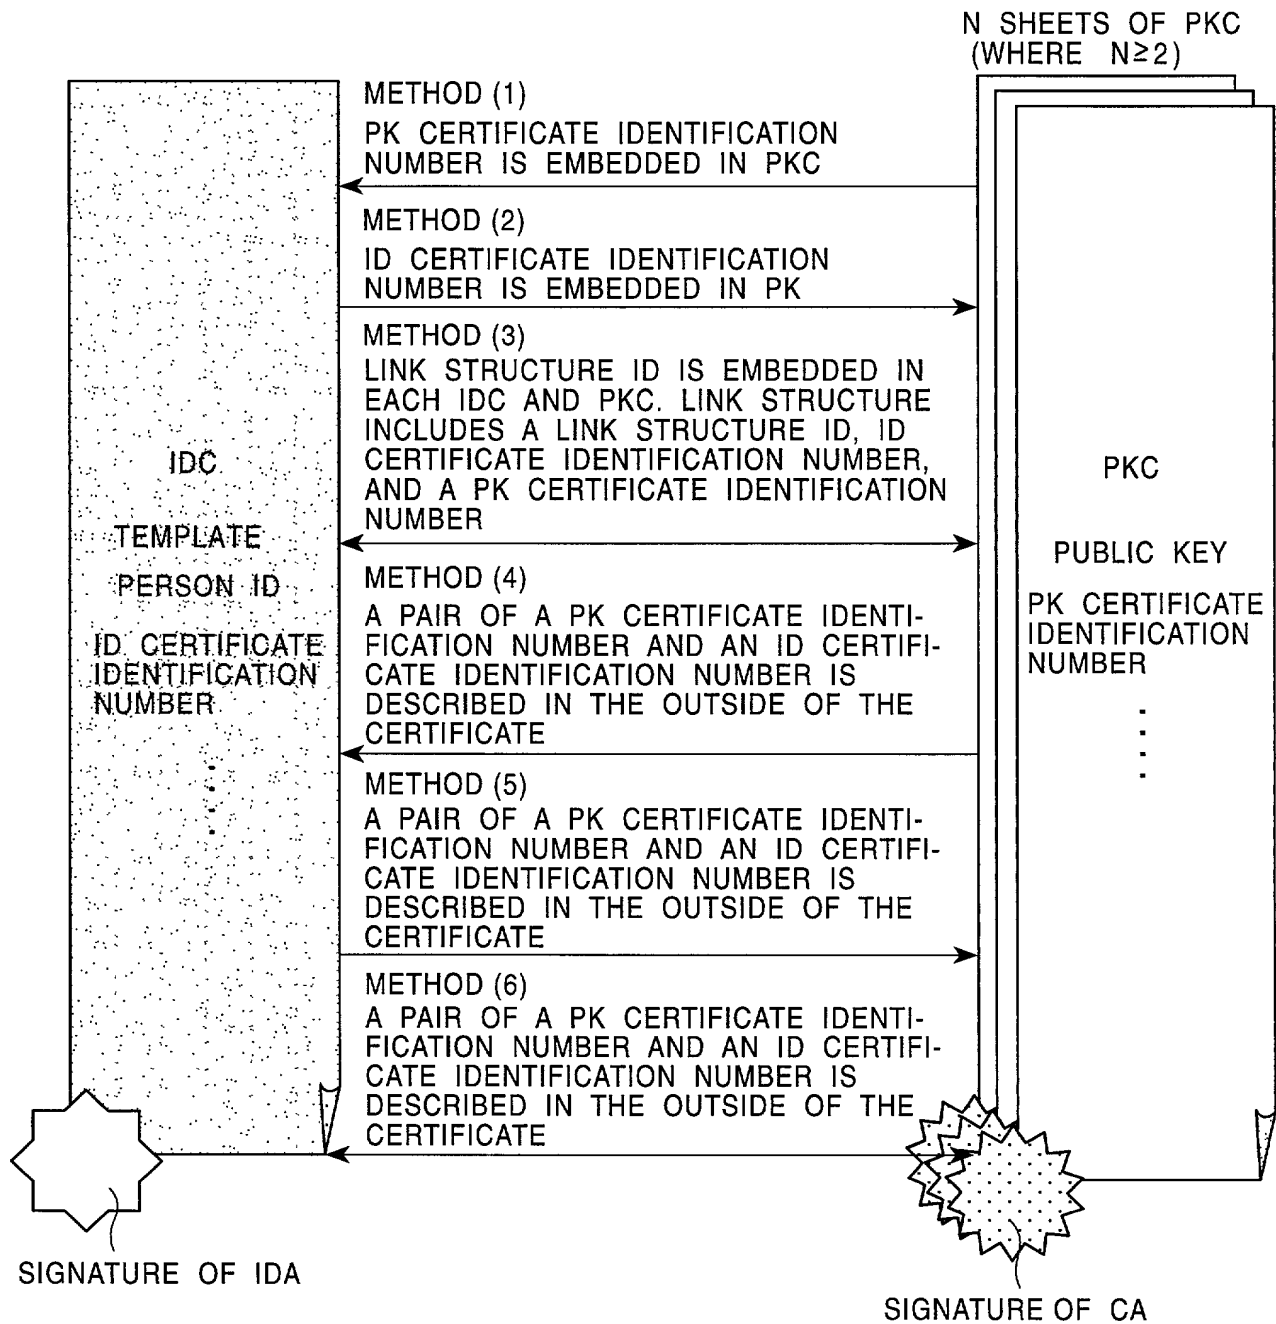 N SHEETS OF PKC
(WHERE N≥2)
METHOD (1)
PK CERTIFICATE IDENTIFICATION
NUMBER IS EMBEDDED IN PKC
METHOD (2)
ID CERTIFICATE IDENTIFICATION
NUMBER IS EMBEDDED IN PK
METHOD (3)
LINK STRUCTURE ID IS EMBEDDED IN
EACH IDC AND PKC. LINK STRUCTURE
INCLUDES A LINK STRUCTURE ID, ID
CERTIFICATE IDENTIFICATION NUMBER,
AND A PK CERTIFICATE IDENTIFICATION
NUMBER
METHOD (4)
A PAIR OF A PK CERTIFICATE IDENTI-
FICATION NUMBER AND AN ID CERTIFI-
CATE IDENTIFICATION NUMBER IS
DESCRIBED IN THE OUTSIDE OF THE
CERTIFICATE
METHOD (5)
A PAIR OF A PK CERTIFICATE IDENTI-
FICATION NUMBER AND AN ID CERTIFI-
CATE IDENTIFICATION NUMBER IS
DESCRIBED IN THE OUTSIDE OF THE
CERTIFICATE
METHOD (6)
A PAIR OF A PK CERTIFICATE IDENTI-
FICATION NUMBER AND AN ID CERTIFI-
CATE IDENTIFICATION NUMBER IS
DESCRIBED IN THE OUTSIDE OF THE
CERTIFICATE
IDC
TEMPLATE
PERSON ID
ID CERTIFICATE
IDENTIFICATION
NUMBER
PKC
PUBLIC KEY
PK CERTIFICATE
IDENTIFICATION
NUMBER
SIGNATURE OF IDA
SIGNATURE OF CA